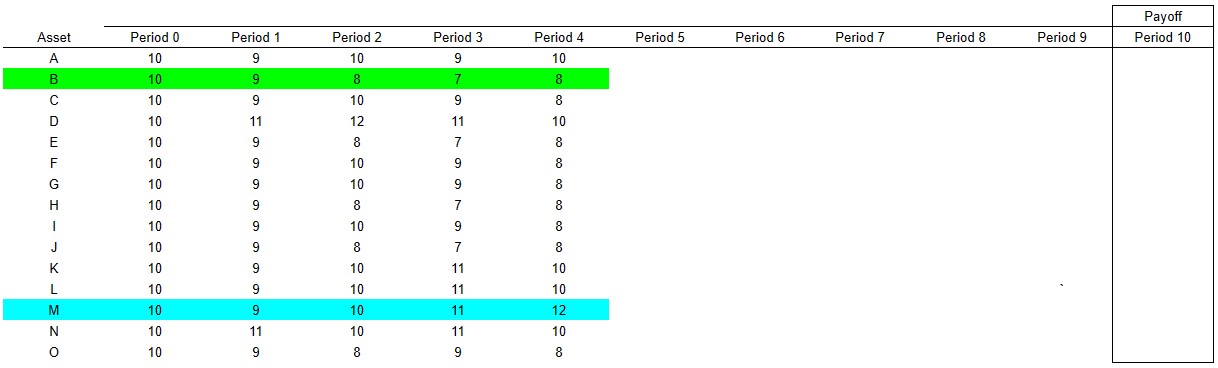 Payoff
Asset Period 0 Period 1 Period 2 Period 3 Period 4 Period 5 Period 6 Period 7 Period 8 Period 9 Period 10
A 10 9 10 9 10
B 10 9 8 7 8
C 10 9 10 9 8
D 10 11 12 11 10
E 10 9 8 7 8
F 10 9 10 9 8
G 10 9 10 9 8
H 10 9 8 7 8
I 10 9 10 9 8
J 10 9 8 7 8
K 10 9 10 11 10
L 10 9 10 11 10 `
M 10 9 10 11 12
N 10 11 10 11 10
O 10 9 8 9 8